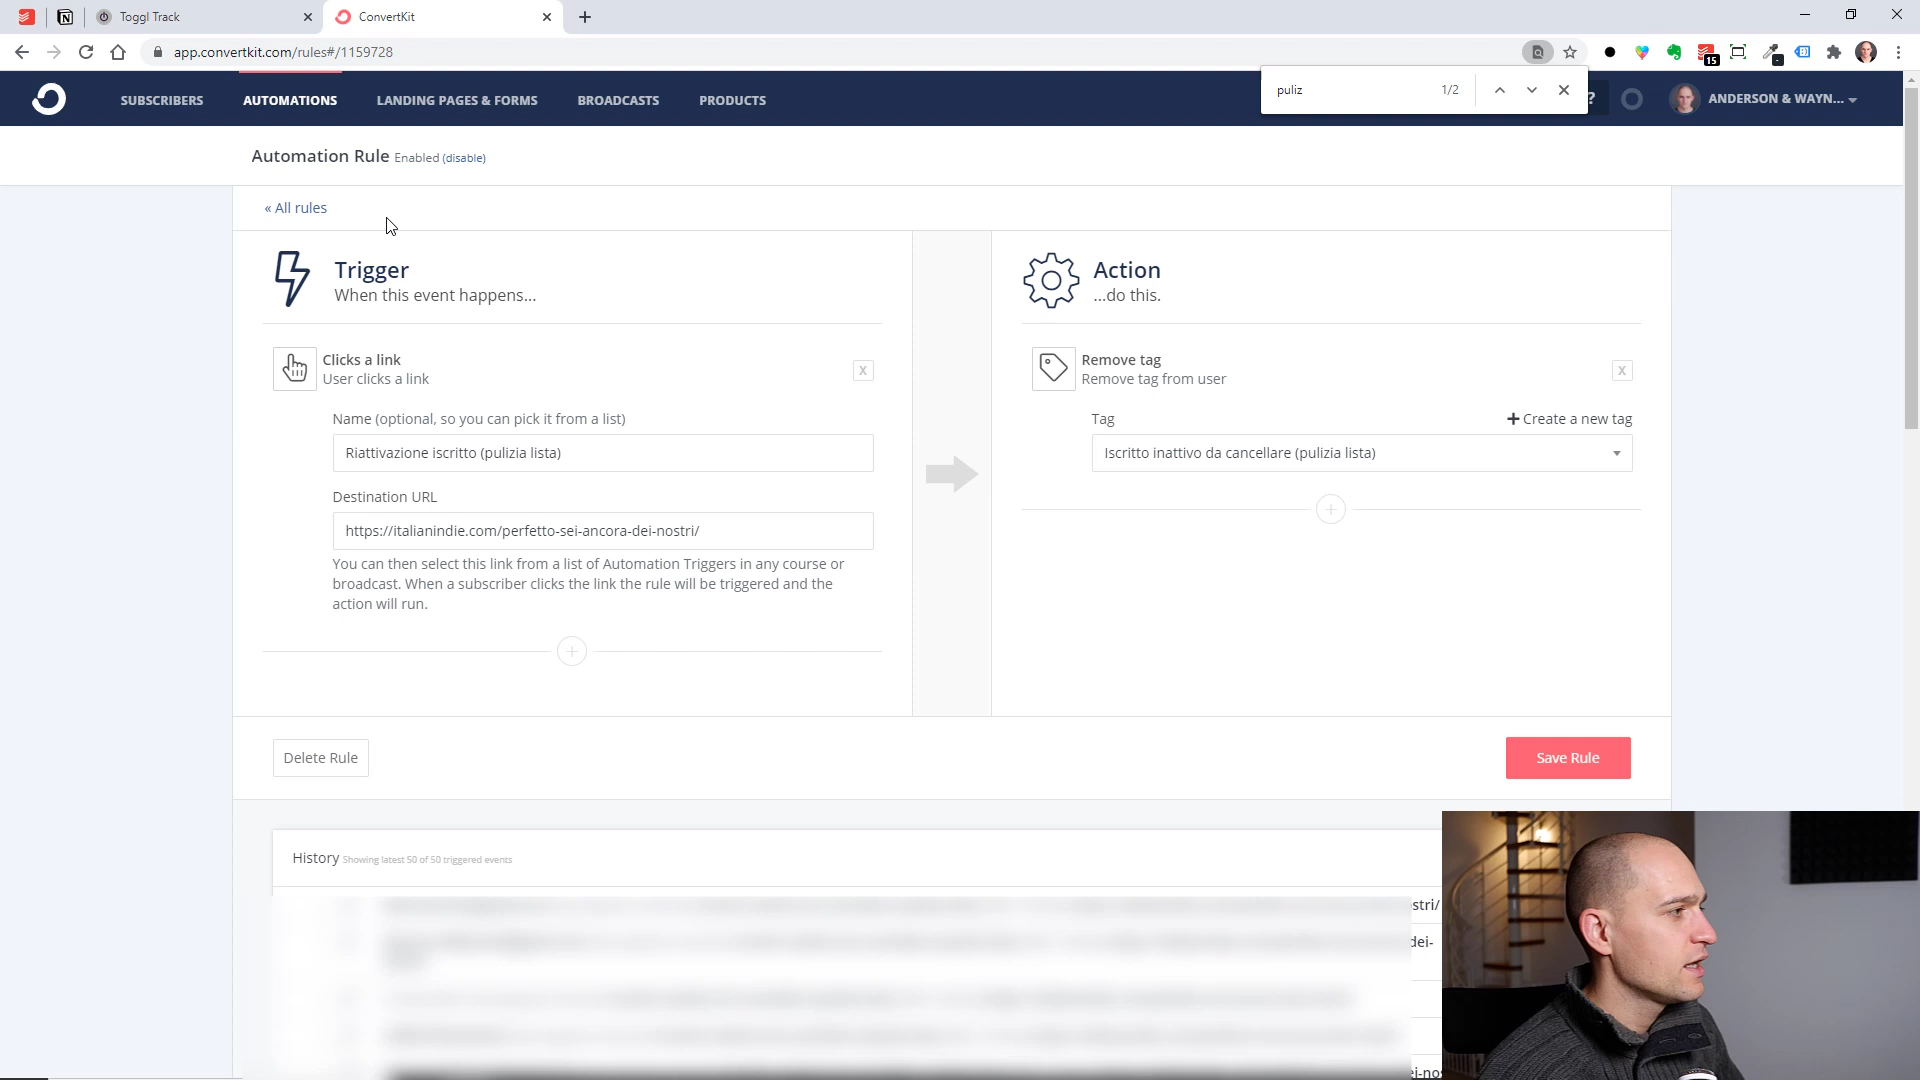 Toggl Track
ConvertKit
app.convertkit.com/rules#/1159728
15
puliz
1/2
SUBSCRIBERS
AUTOMATIONS
LANDING PAGES & FORMS
BROADCASTS
PRODUCTS
?
ANDERSON & WAYN...
Automation Rule Enabled (disable)
« All rules
Trigger
When this event happens...
Action
...do this.
Clicks a link
User clicks a link
X
Remove tag
Remove tag from user
X
Name (optional, so you can pick it from a list)
Riattivazione iscritto (pulizia lista)
Tag
Create a new tag
Iscritto inattivo da cancellare (pulizia lista)
Destination URL
https://italianindie.com/perfetto-sei-ancora-dei-nostri/
You can then select this link from a list of Automation Triggers in any course or
broadcast. When a subscriber clicks the link the rule will be triggered and the
action will run.
Delete Rule
Save Rule
History Showing latest 50 of 50 triggered events
stri/
dei-
ei-nos